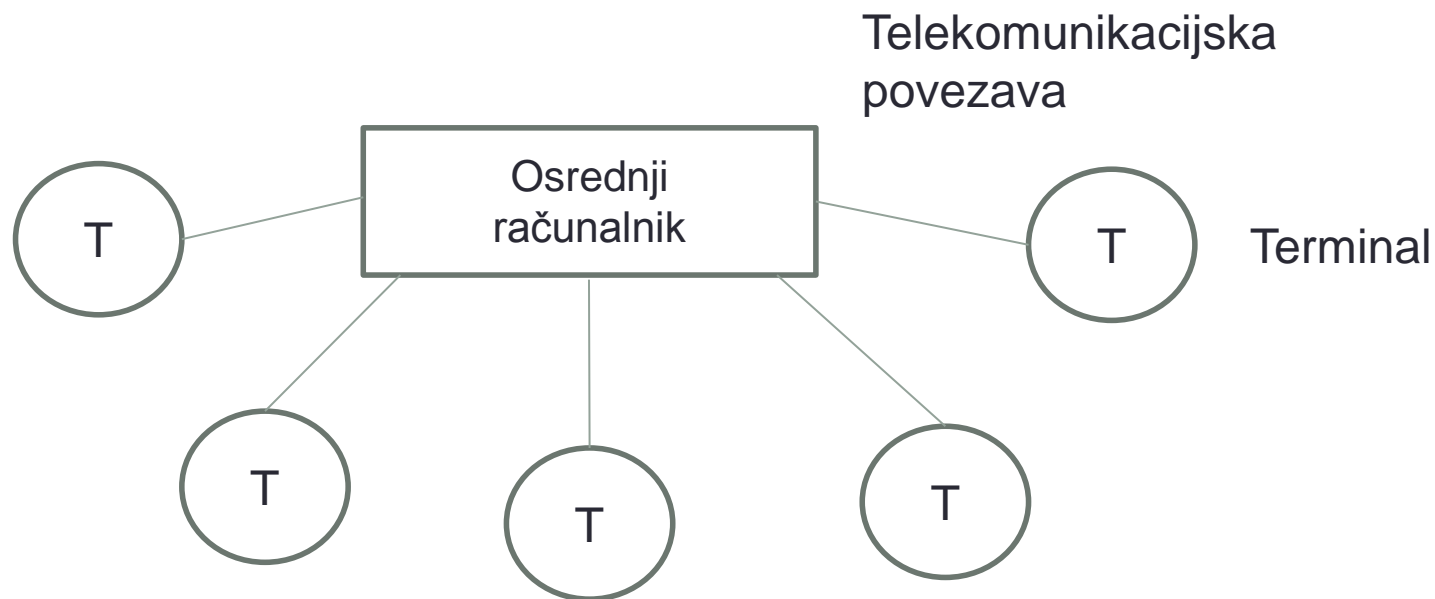 Telekomunikacijska
povezava
Osrednji
računalnik
T
T
Terminal
T
T
T